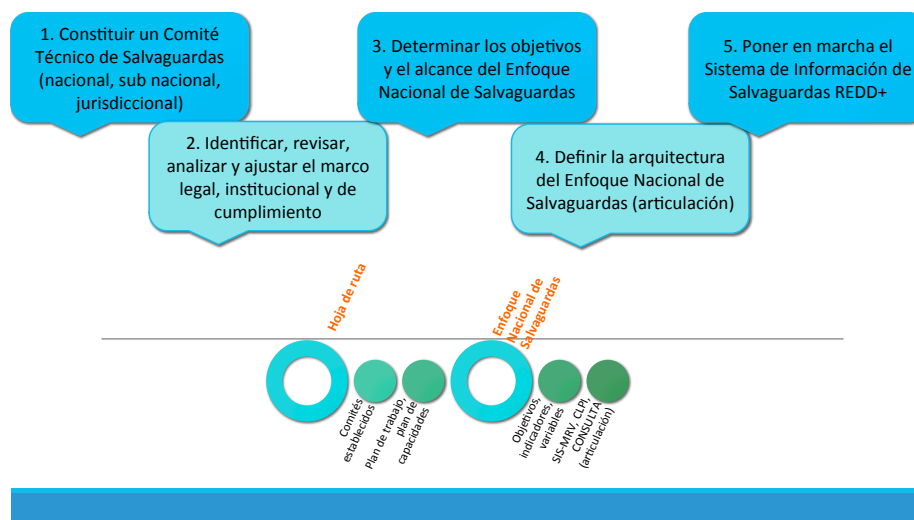 1. Constituir un Comité
Técnico de Salvaguardas
(nacional, sub nacional,
jurisdiccional)
2. Identificar, revisar,
analizar y ajustar el marco
legal, institucional y de
cumplimiento
3. Determinar los objetivos
y el alcance del Enfoque
Nacional de Salvaguardas
4. Definir la arquitectura
del Enfoque Nacional de
Salvaguardas (articulación)
5. Poner en marcha el
Sistema de Información de
Salvaguardas REDD+
Hoja de ruta
Comités
establecidos
Plan de trabajo,
plan de
capacidades
Enfoque
Nacional de
Salvaguardas
Objetivos,
indicadores,
variables
SIS-MRV, CLPI,
CONSULTA
(articulación)